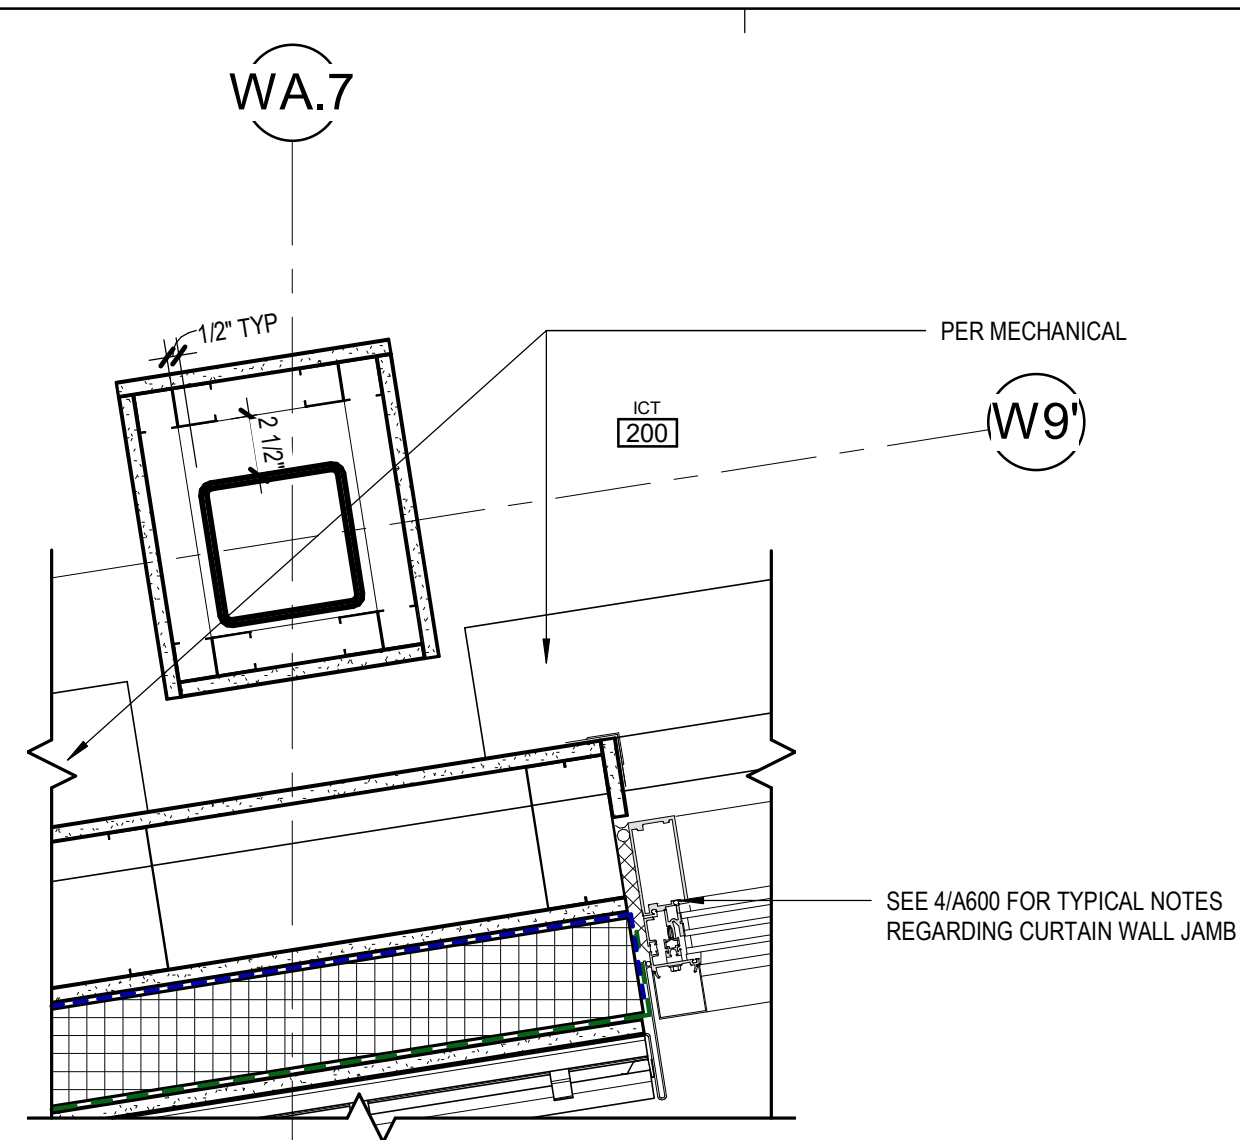 WA.7
1/2" TYP
PER MECHANICAL
ICT
200
W9'
2 1/2"
SEE 4/A600 FOR TYPICAL NOTES
REGARDING CURTAIN WALL JAMB